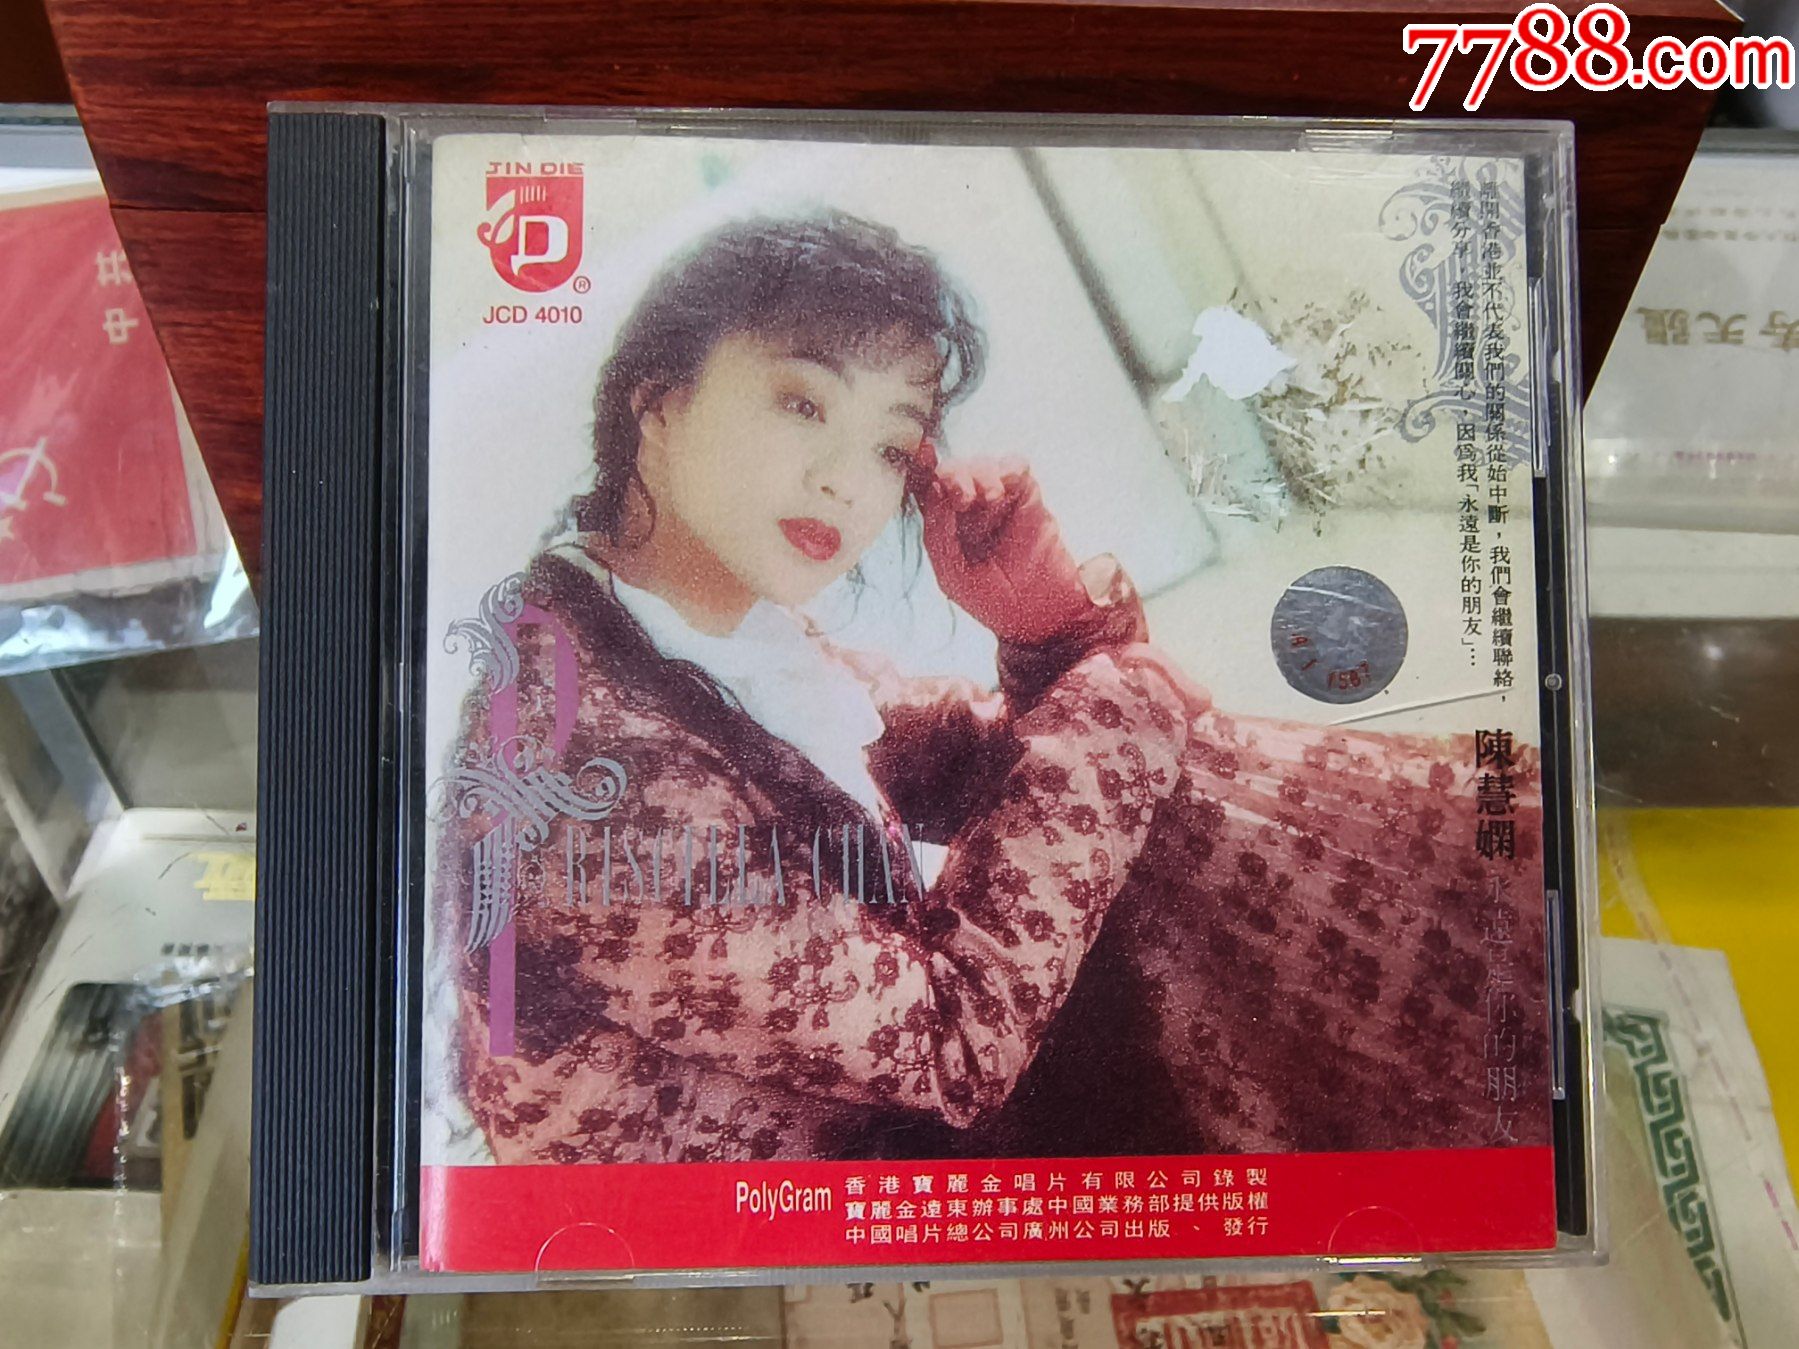 7788.com
JIN DIE
JCD 4010
離開香港並不代表我們的關係從始中斷，我們會繼續聯絡，
繼續分享，我會繼續關心，因為我「永遠是你的朋友」…
陳慧嫻
永遠是你的朋友
PRISCILLA CHAN
PolyGram
香港寶麗金唱片有限公司錄製
寶麗金遠東辦事處中國業務部提供版權
中國唱片總公司廣州公司出版、發行